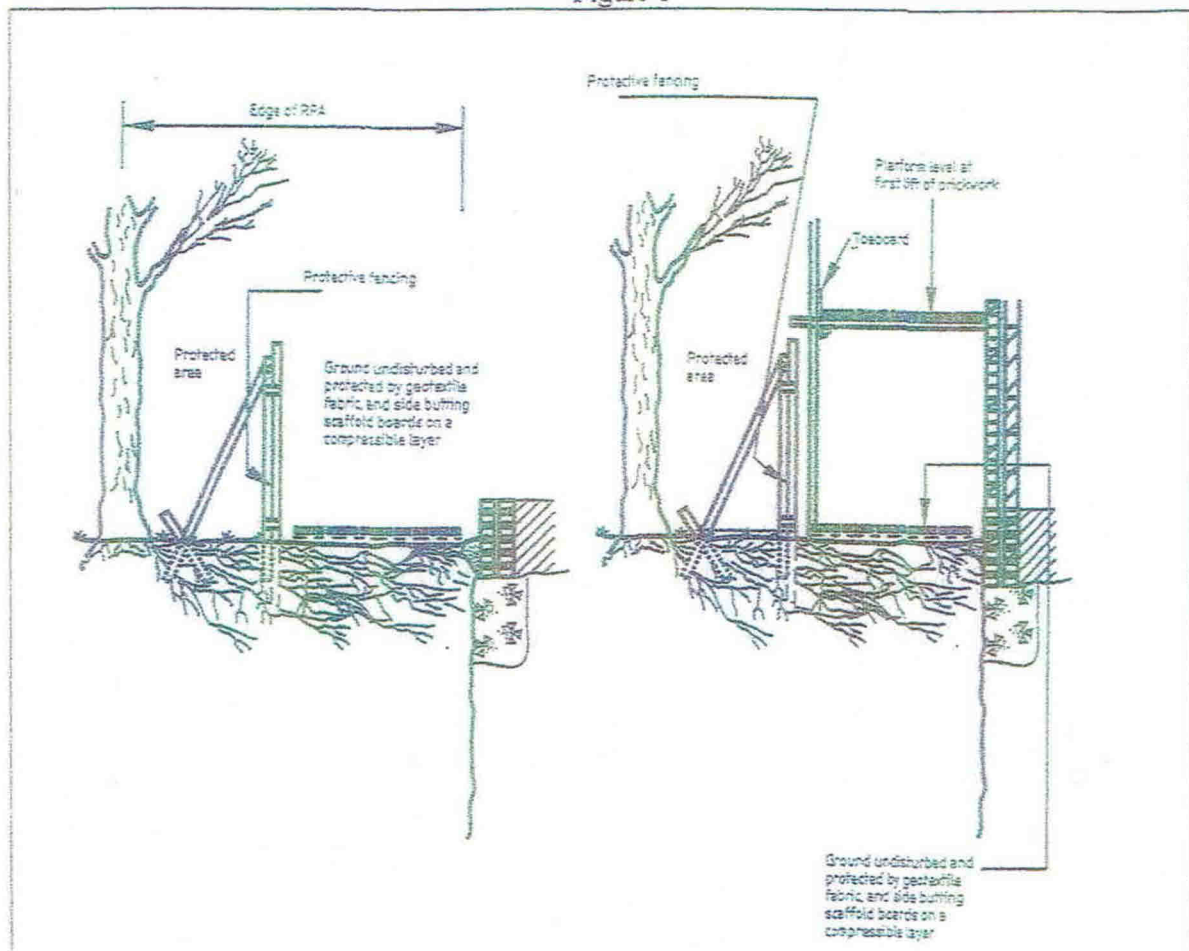 Edge of RPA
Protective fencing
Protected
area
Ground undisturbed and
protected by geotextile
fabric, and side butting
scaffold boards on a
compressible layer
Protective fencing
Platform level at
first lift of brickwork
Toeboard
Protected
area
Ground undisturbed and
protected by geotextile
fabric, and side butting
scaffold boards on a
compressible layer